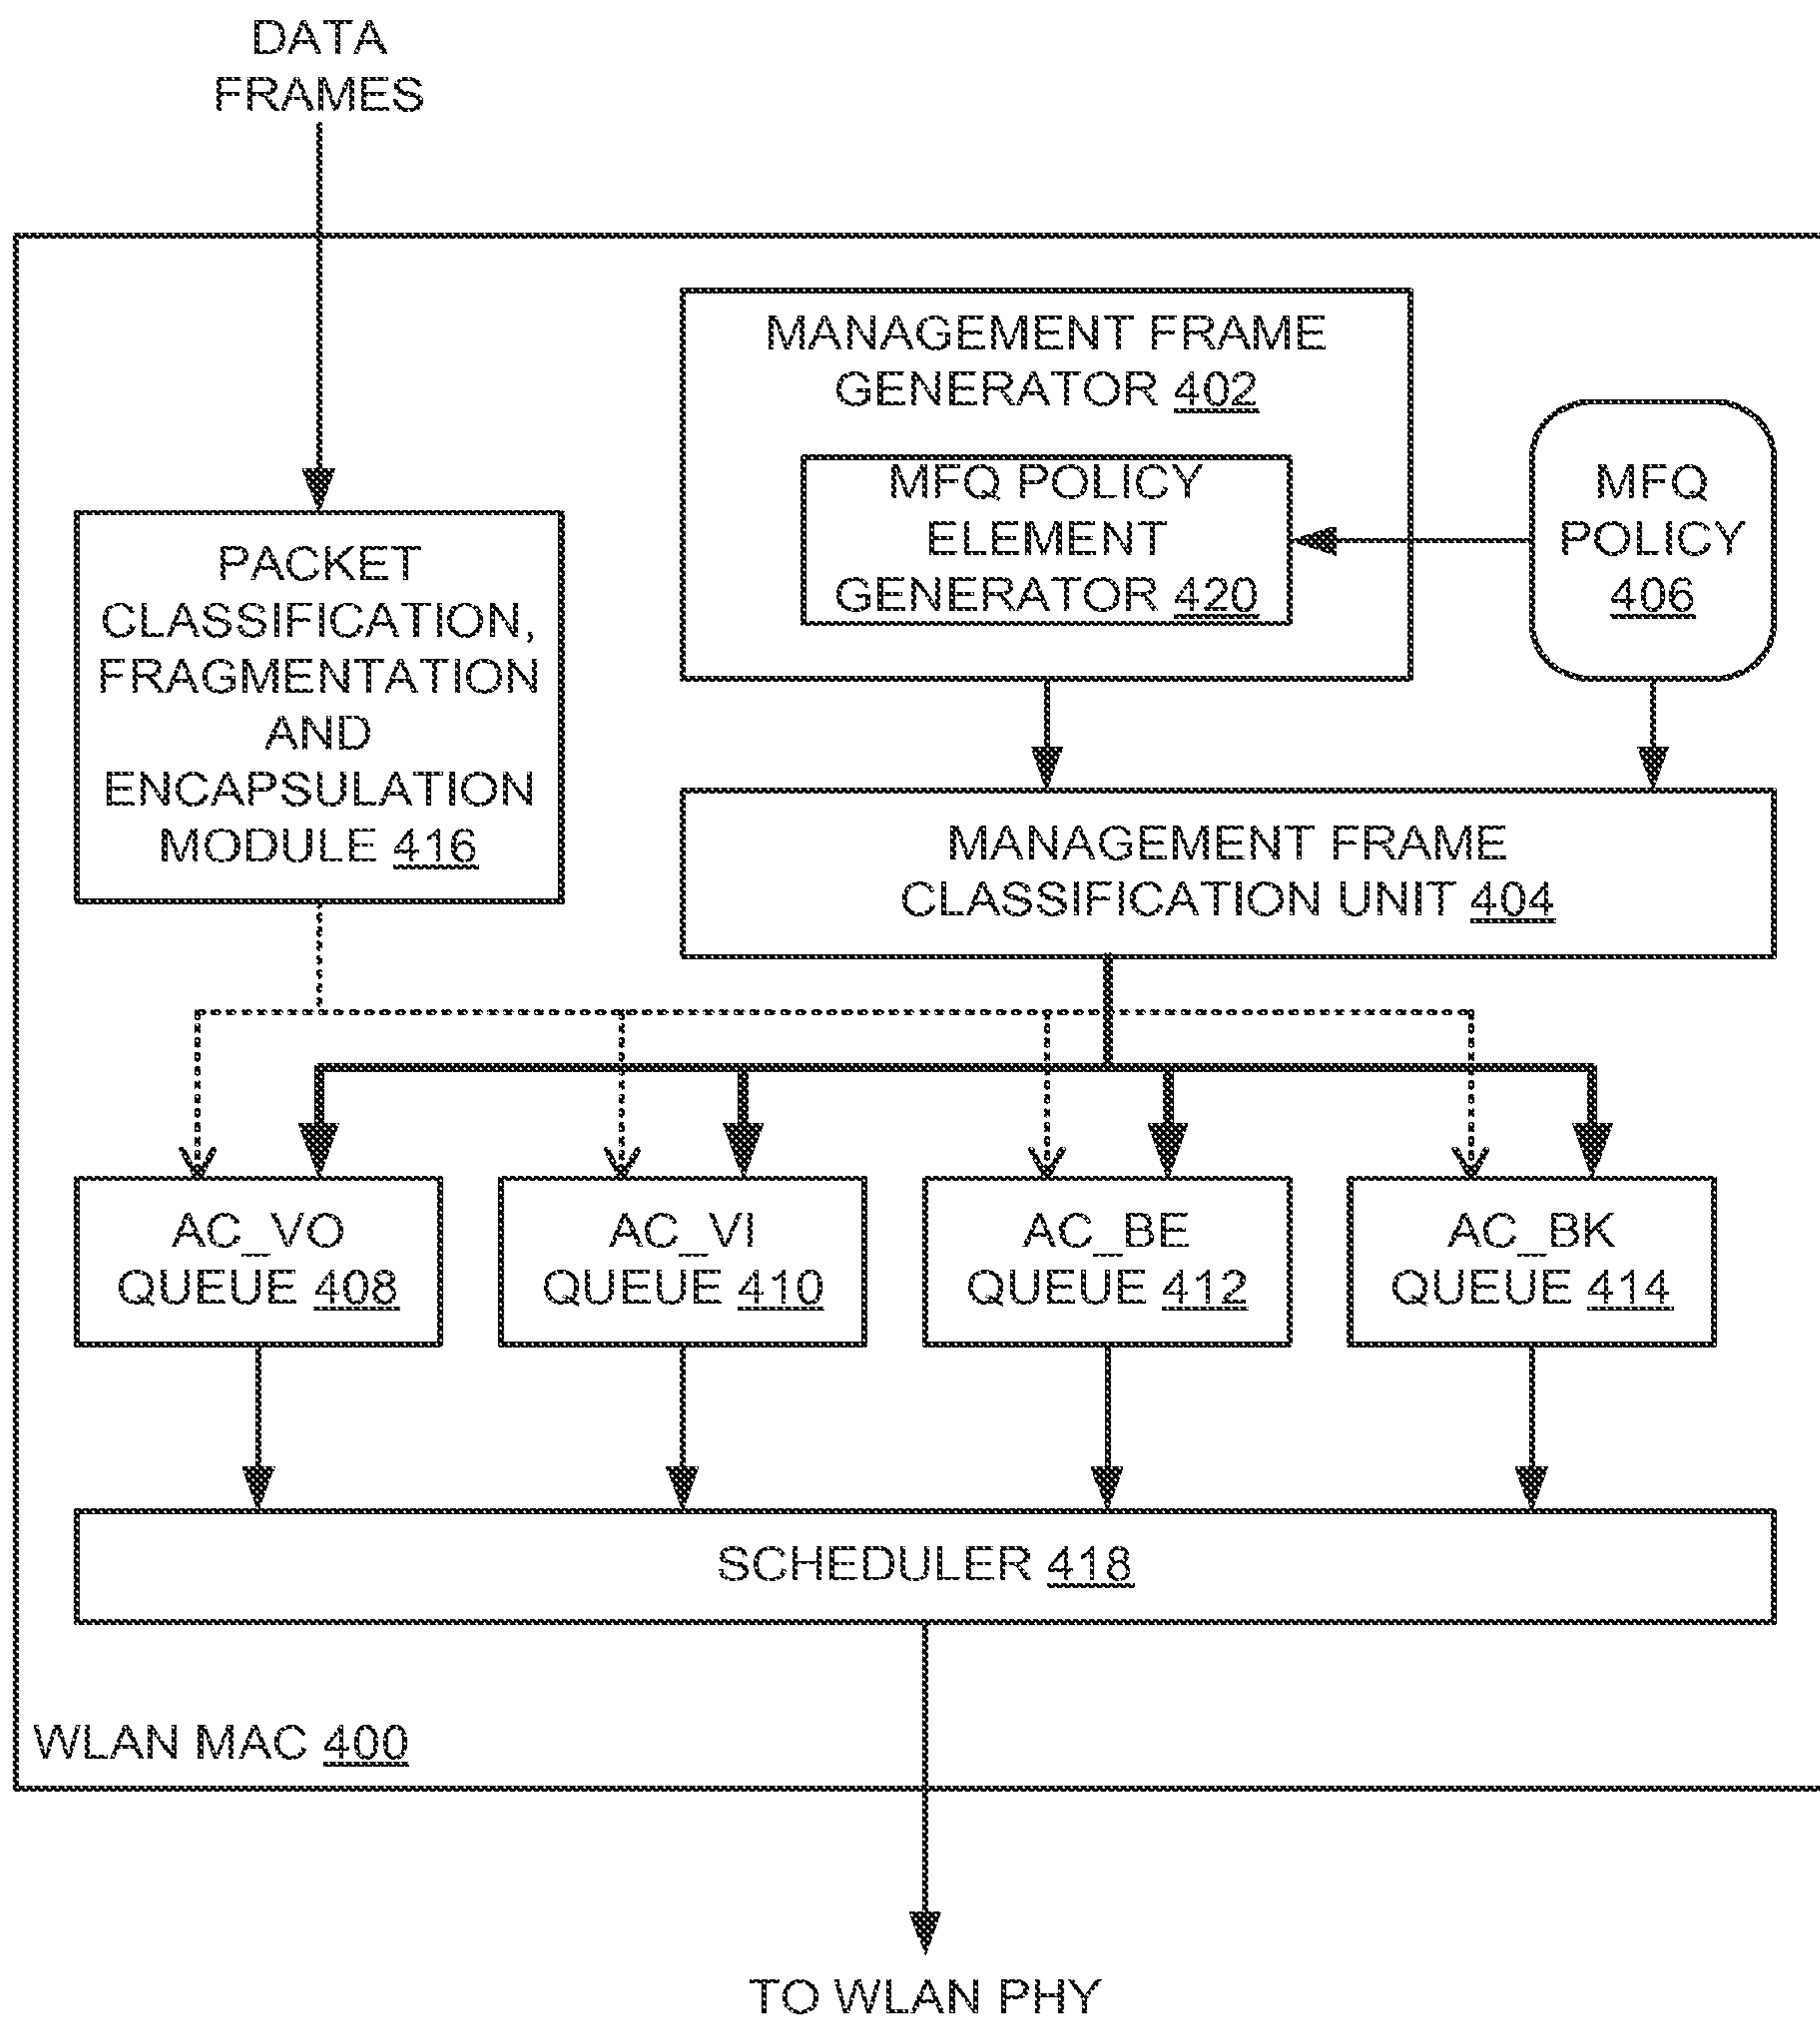 DATA
FRAMES
MANAGEMENT FRAME
GENERATOR 402
MFQ POLICY
ELEMENT
GENERATOR 420
MFQ
POLICY
406
PACKET
CLASSIFICATION,
FRAGMENTATION
AND
ENCAPSULATION
MODULE 416
MANAGEMENT FRAME
CLASSIFICATION UNIT 404
AC_VO
QUEUE 408
AC_VI
QUEUE 410
AC_BE
QUEUE 412
AC_BK
QUEUE 414
SCHEDULER 418
WLAN MAC 400
TO WLAN PHY